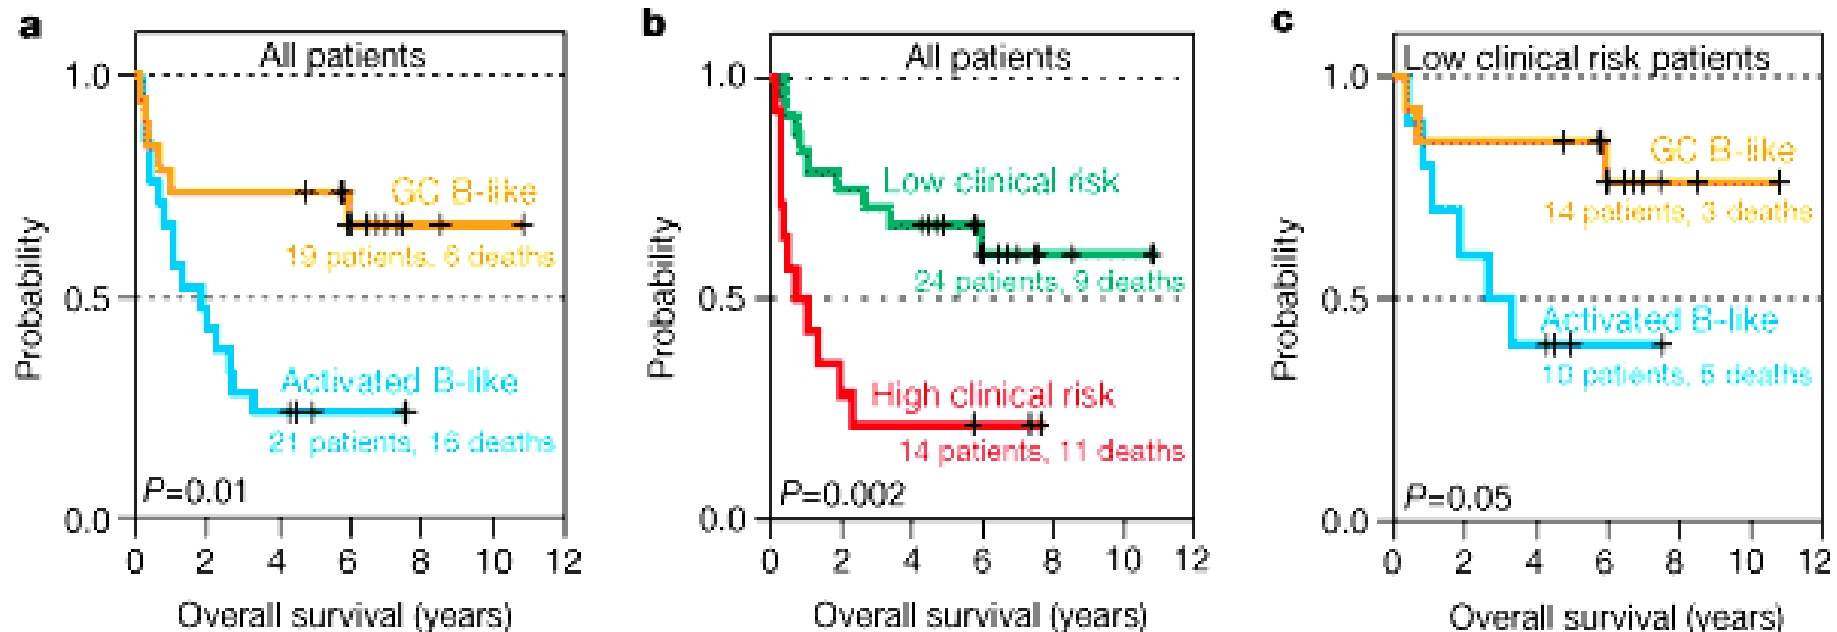 a
All patients
1.0
0.5
0.0
Probability
GC B-like
19 patients, 6 deaths
Activated B-like
21 patients, 16 deaths
P=0.01
0 2 4 6 8 10 12
Overall survival (years)
b
All patients
1.0
0.5
0.0
Probability
Low clinical risk
24 patients, 9 deaths
High clinical risk
14 patients, 11 deaths
P=0.002
0 2 4 6 8 10 12
Overall survival (years)
c
Low clinical risk patients
1.0
0.5
0.0
Probability
GC B-like
14 patients, 3 deaths
Activated B-like
10 patients, 6 deaths
P=0.05
0 2 4 6 8 10 12
Overall survival (years)